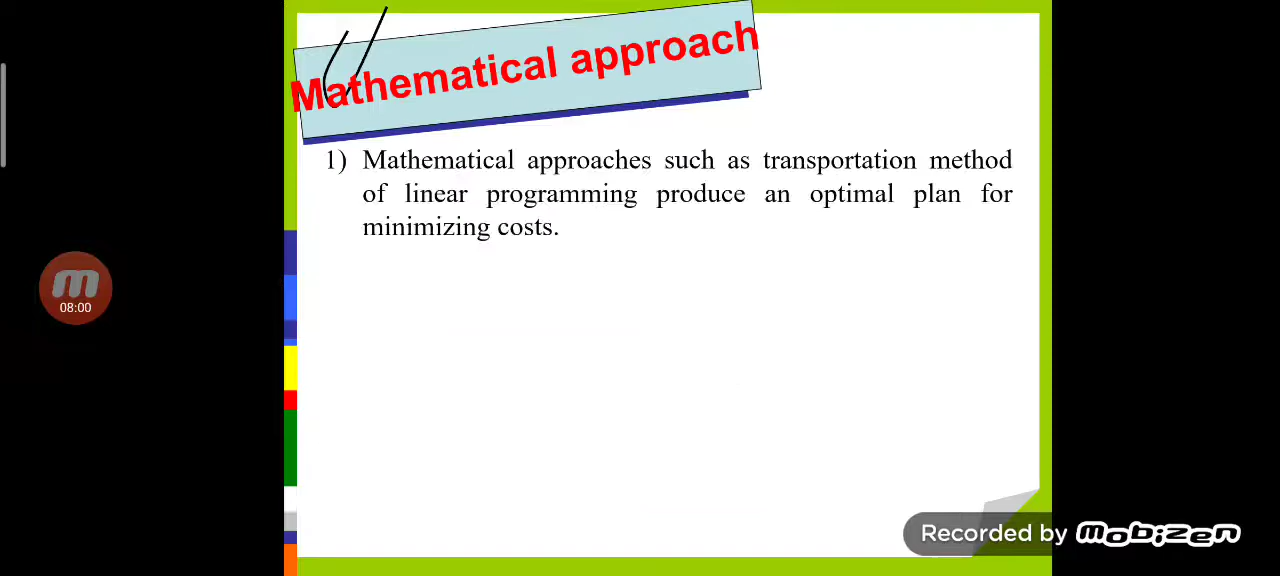 Mathematical approach
1) Mathematical approaches such as transportation method
of linear programming produce an optimal plan for
minimizing costs.
m
08:00
Recorded by mobizen